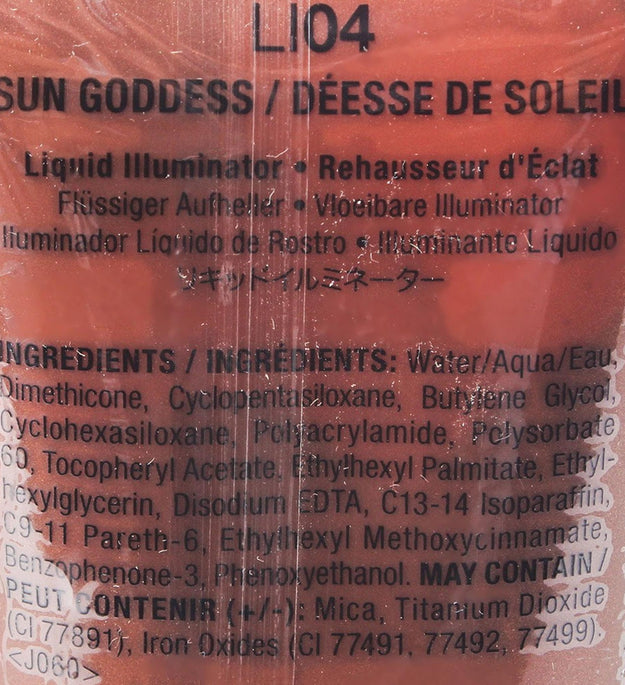 LI04
SUN GODDESS / DÉESSE DE SOLEIL
Liquid Illuminator • Rehausseur d'Éclat
Flüssiger Aufheller • Vloeibare Illuminator
Iluminador Líquido de Rostro • Illuminante Liquido
リキッドイルミネーター
INGREDIENTS / INGRÉDIENTS: Water/Aqua/Eau,
Dimethicone, Cyclopentasiloxane, Butylene Glycol,
Cyclohexasiloxane, Polyacrylamide, Polysorbate
60, Tocopheryl Acetate, Ethylhexyl Palmitate, Ethyl-
hexylglycerin, Disodium EDTA, C13-14 Isoparaffin,
C9-11 Pareth-6, Ethylhexyl Methoxycinnamate,
Benzophenone-3, Phenoxyethanol. MAY CONTAIN /
PEUT CONTENIR (+/-): Mica, Titanium Dioxide
(CI 77891), Iron Oxides (CI 77491, 77492, 77499).
<J060>